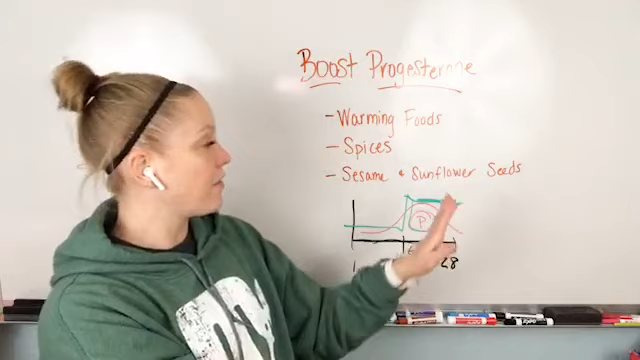 Boost Progesterone
- Warming Foods
- Spices
- Sesame & Sunflower Seeds
P
28